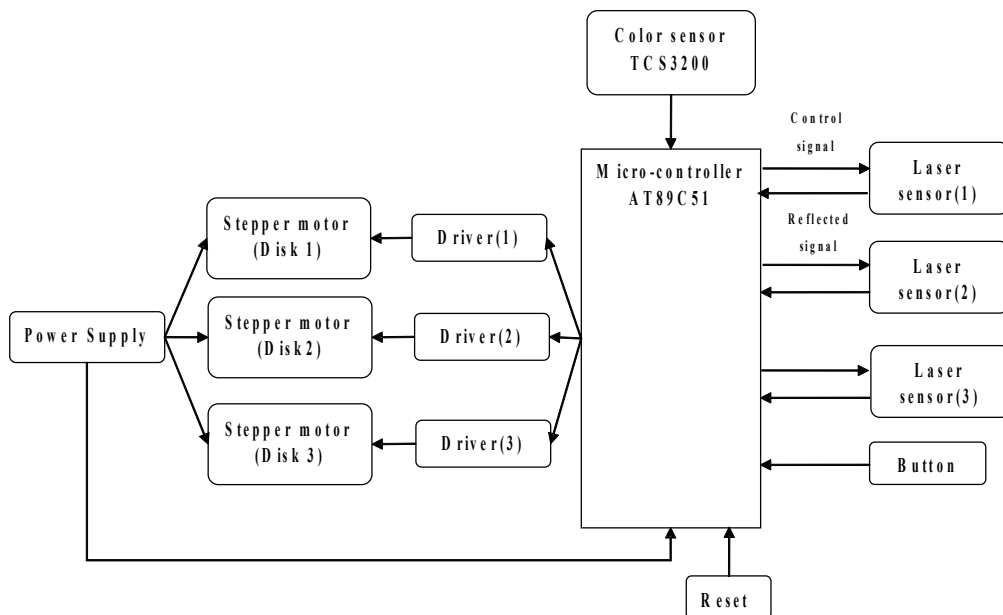 Color sensor
TCS3200
Control
signal
Micro-controller
AT89C51
Laser
sensor(1)
Reflected
signal
Stepper motor
(Disk 1)
Driver(1)
Laser
sensor(2)
Power Supply
Stepper motor
(Disk2)
Driver(2)
Laser
sensor(3)
Stepper motor
(Disk 3)
Driver(3)
Button
Reset